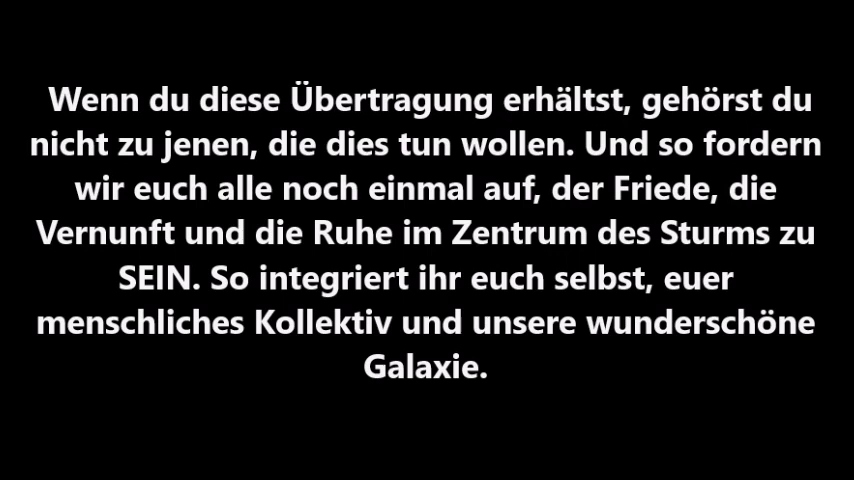 Wenn du diese Übertragung erhältst, gehörst du
nicht zu jenen, die dies tun wollen. Und so fordern
wir euch alle noch einmal auf, der Friede, die
Vernunft und die Ruhe im Zentrum des Sturms zu
SEIN. So integriert ihr euch selbst, euer
menschliches Kollektiv und unsere wunderschöne
Galaxie.